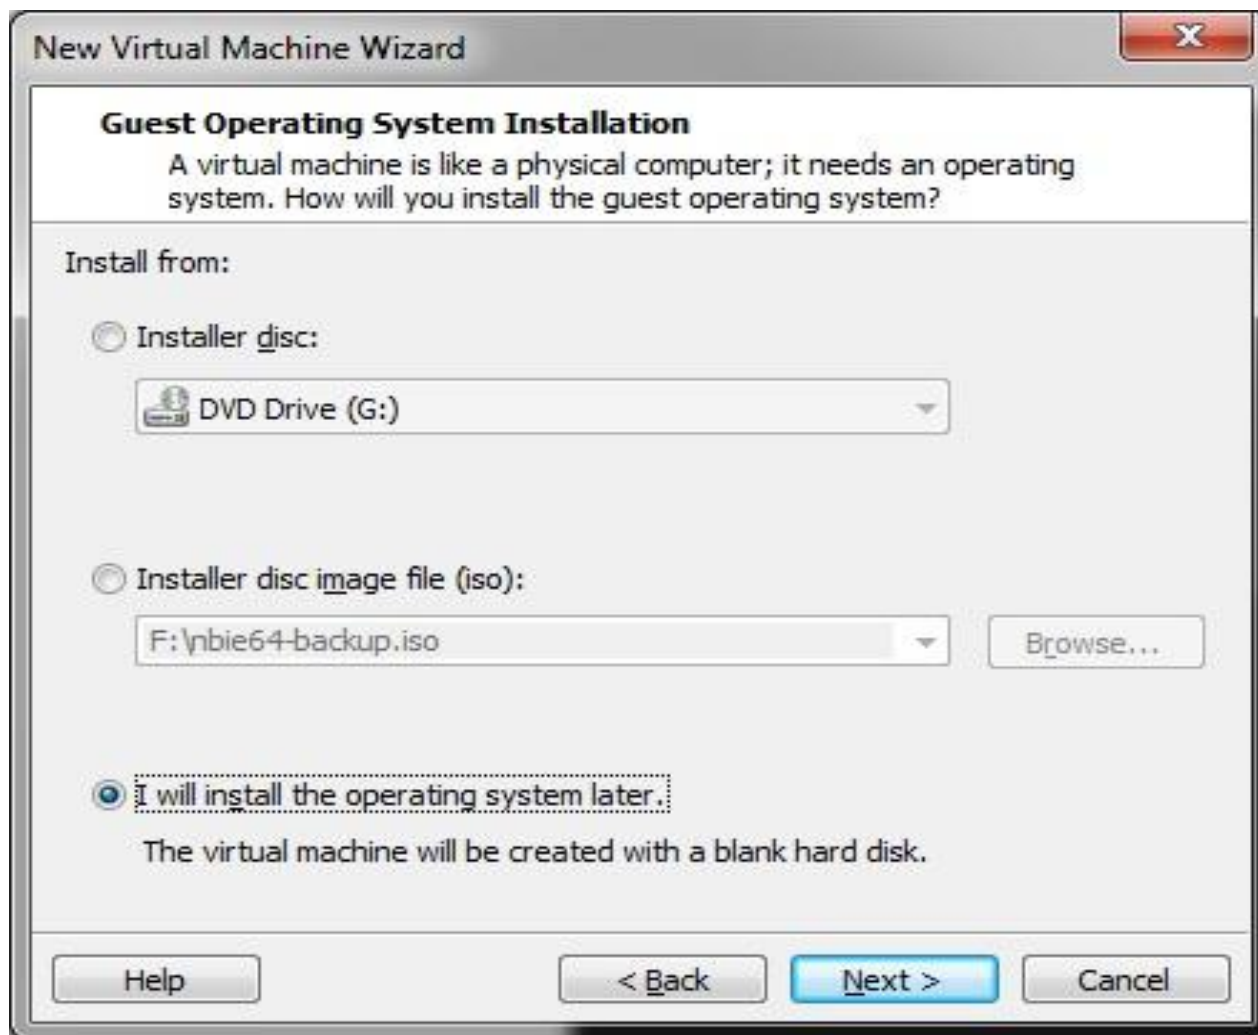 New Virtual Machine Wizard
Guest Operating System Installation
A virtual machine is like a physical computer; it needs an operating
system. How will you install the guest operating system?
Install from:
Installer disc:
DVD Drive (G:)
Installer disc image file (iso):
F:\nbie64-backup.iso
Browse...
I will install the operating system later.
The virtual machine will be created with a blank hard disk.
Help
< Back
Next >
Cancel